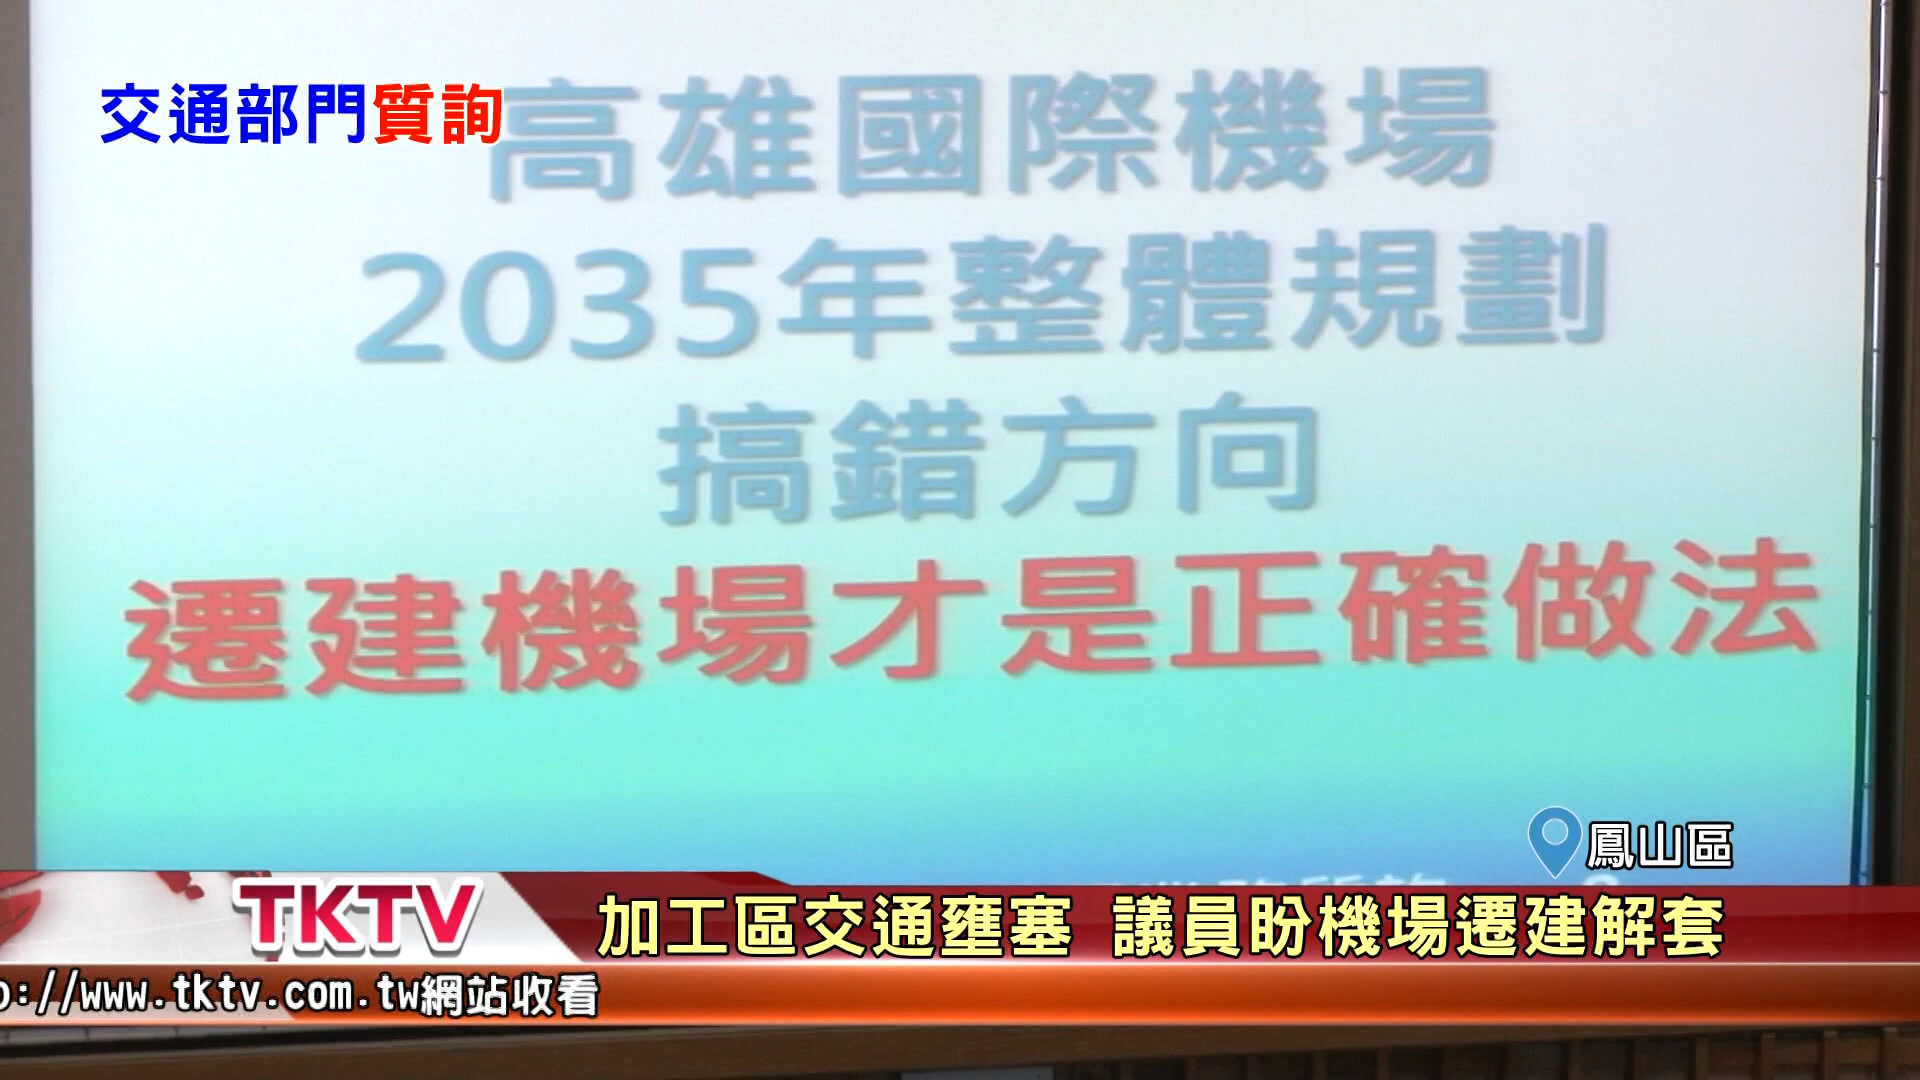 交通部門質詢
高雄國際機場
2035年整體規劃
搞錯方向
遷建機場才是正確做法
鳳山區
TKTV
加工區交通壅塞 議員盼機場遷建解套
p://www.tktv.com.tw網站收看